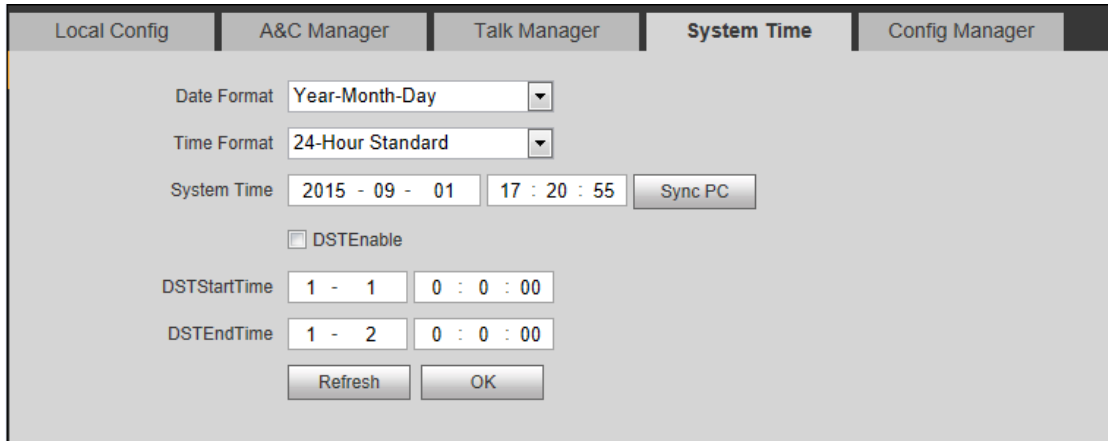 Local Config A&C Manager Talk Manager System Time Config Manager
Date Format Year-Month-Day
Time Format 24-Hour Standard
System Time 2015 - 09 - 01 17 : 20 : 55 Sync PC
DSTEnable
DSTStartTime 1 - 1 0 : 0 : 00
DSTEndTime 1 - 2 0 : 0 : 00
Refresh OK